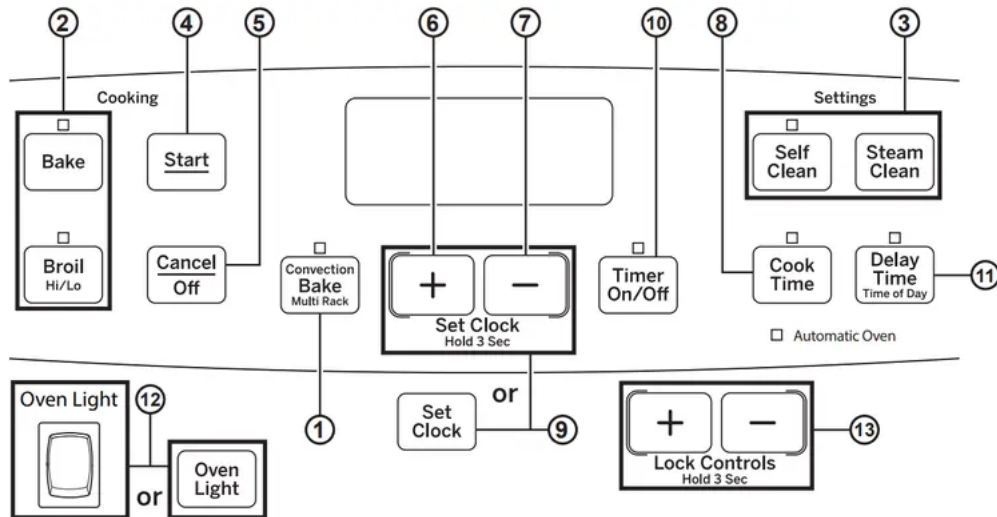 2 4 5 6 7 10 8 3
Cooking Settings
Bake
Start
Self
Clean
Steam
Clean
Broil
Hi/Lo
Cancel
Off
Convection
Bake
Multi Rack
+ −
Set Clock
Hold 3 Sec
Timer
On/Off
Cook
Time
Delay
Time
Time of Day
11
Automatic Oven
Oven Light
12
or
Oven
Light
1
Set
Clock
or
9
+ −
Lock Controls
Hold 3 Sec
13